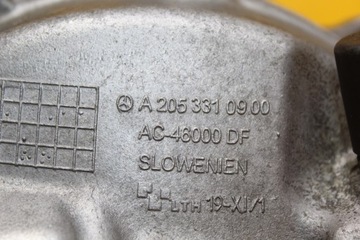 A 205 331 09 00
AC-48000 DF
SLOWENIEN
LTH 19-XI/1